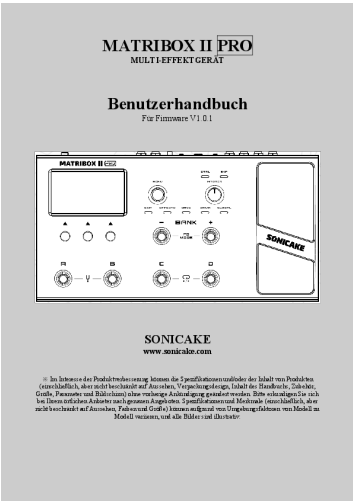 MATRIBOX II PRO
MULTI-EFFEKTGERÄT
Benutzerhandbuch
Für Firmware V1.0.1
MATRIBOX II PRO
− BANK +
SONICAKE
A B C D
SONICAKE
www.sonicake.com
※ Im Interesse der Produktverbesserung können die Spezifikationen und/oder der Inhalt von Produkten
(einschließlich, aber nicht beschränkt auf Aussehen, Verpackungsdesign, Inhalt des Handbuchs, Zubehör,
Größe, Parameter und Bildschirm) ohne vorherige Ankündigung geändert werden. Bitte erkundigen Sie sich
bei Ihrem örtlichen Anbieter nach genauen Angeboten. Spezifikationen und Merkmale (einschließlich, aber
nicht beschränkt auf Aussehen, Farben und Größe) können aufgrund von Umgebungsfaktoren von Modell zu
Modell variieren, und alle Bilder sind illustrativ.